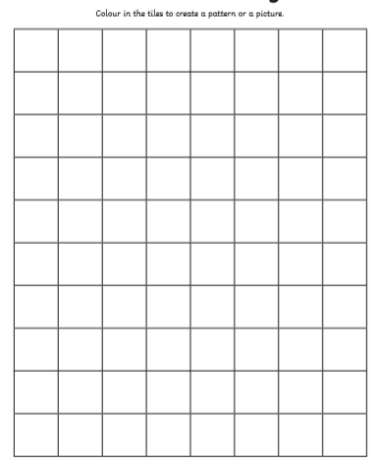 Colour in the tiles to create a pattern or a picture.